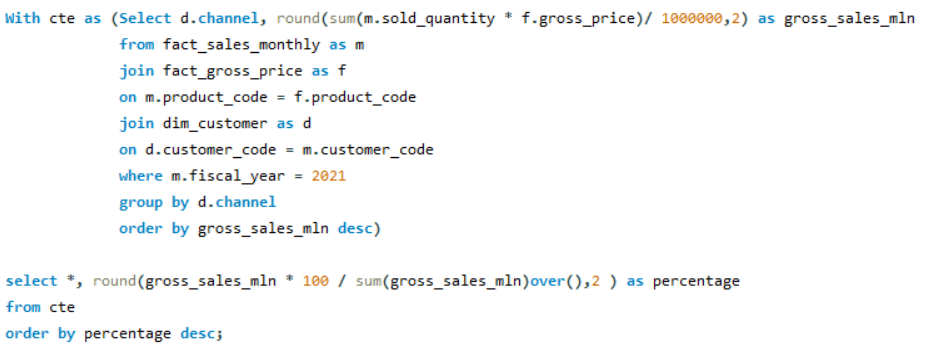 With cte as (Select d.channel, round(sum(m.sold_quantity * f.gross_price)/ 1000000,2) as gross_sales_mln
from fact_sales_monthly as m
join fact_gross_price as f
on m.product_code = f.product_code
join dim_customer as d
on d.customer_code = m.customer_code
where m.fiscal_year = 2021
group by d.channel
order by gross_sales_mln desc)
select *, round(gross_sales_mln * 100 / sum(gross_sales_mln)over(),2 ) as percentage
from cte
order by percentage desc;